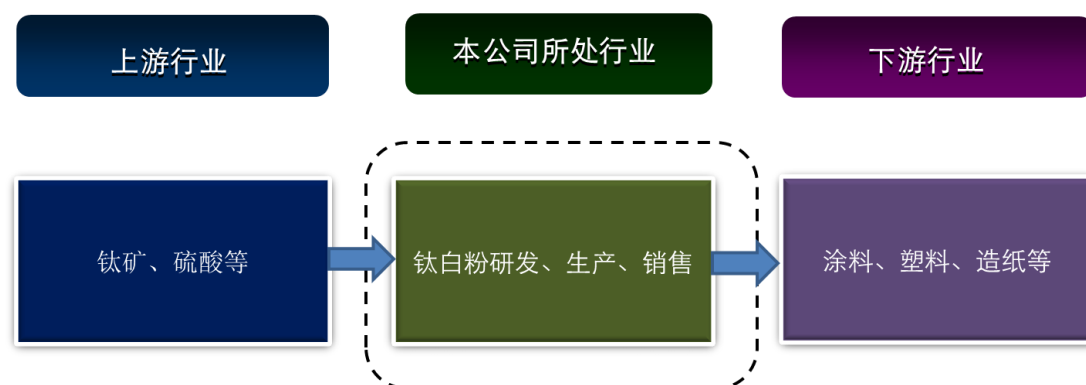 上游行业
本公司所处行业
下游行业
钛矿、硫酸等
钛白粉研发、生产、销售
涂料、塑料、造纸等